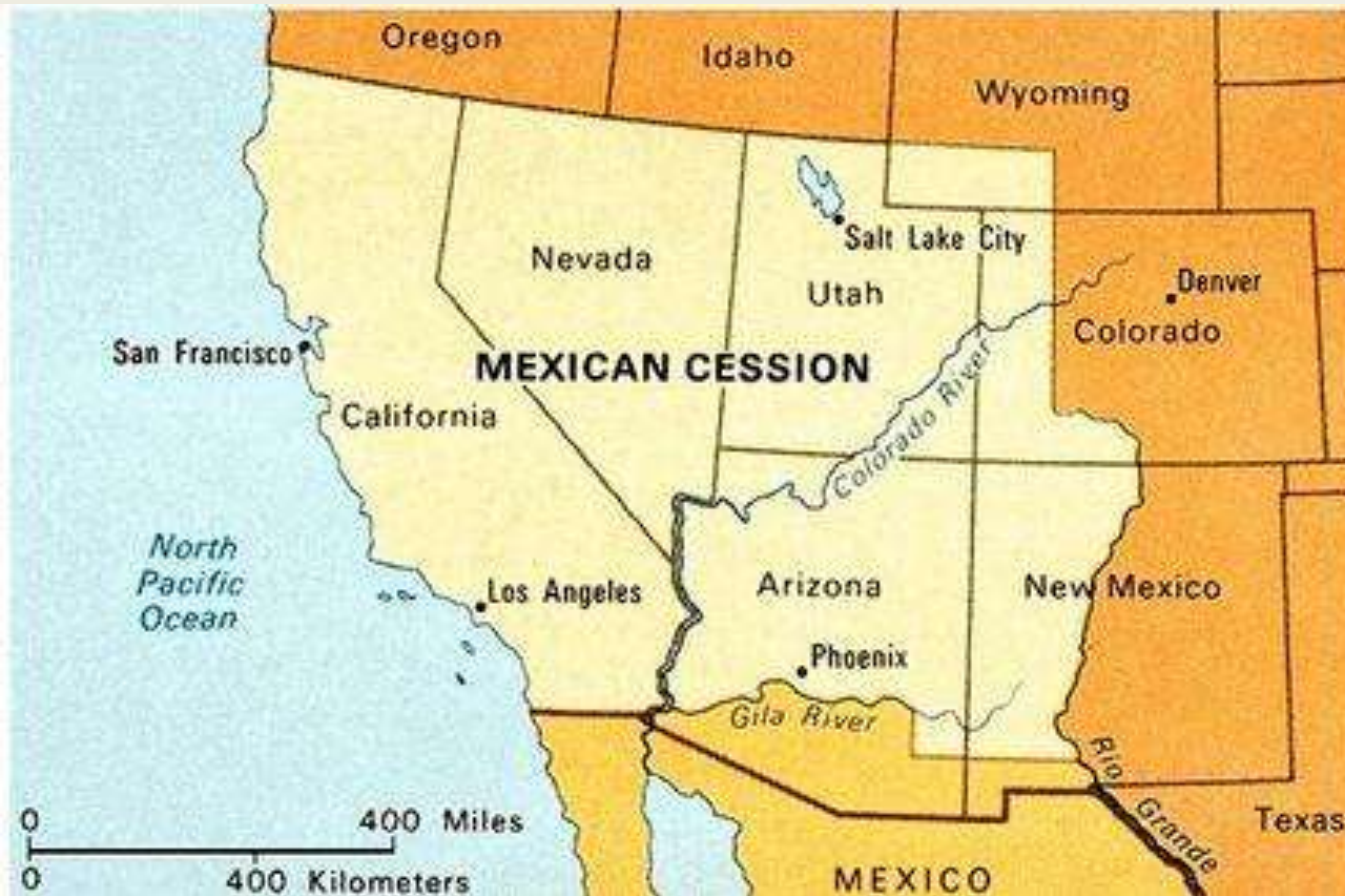 Oregon
Idaho
Wyoming
Salt Lake City
Nevada
Utah
Denver
Colorado
San Francisco
MEXICAN CESSION
California
Colorado River
North
Pacific
Ocean
Los Angeles
Arizona
New Mexico
Phoenix
Gila River
Rio Grande
0
400 Miles
Texas
0
400 Kilometers
MEXICO